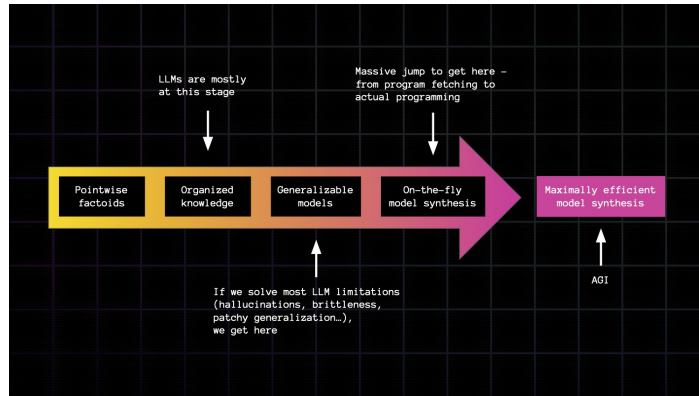 LLMs are mostly
at this stage
Massive jump to get here –
from program fetching to
actual programming
Pointwise
factoids
Organized
knowledge
Generalizable
models
On-the-fly
model synthesis
Maximally efficient
model synthesis
If we solve most LLM limitations
(hallucinations, brittleness,
patchy generalization…),
we get here
AGI